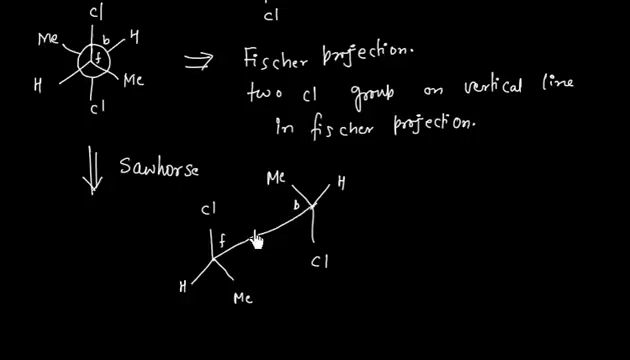 cl
cl
Me b H
⇒ Fischer projection.
f
H Me
two cl group on vertical line
cl
in fischer projection.
⇓ Sawhorse
Me H
cl b
f
cl
H
Me